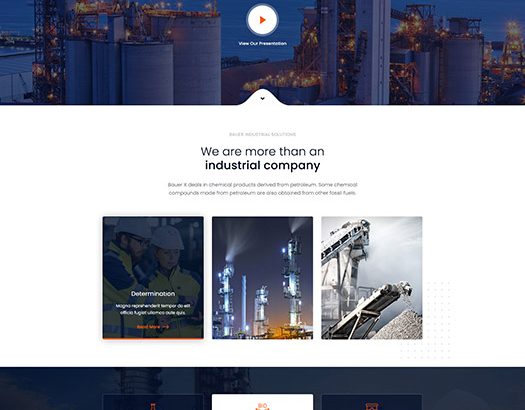 View Our Presentation
BAUER INDUSTRIAL SOLUTIONS
We are more than an
industrial company
Bauer X deals in chemical products derived from petroleum. Some chemical
compounds made from petroleum are also obtained from other fossil fuels.
Determination
Magna reprehenderit tempor do elit
officia fugiat ullamco aute quis.
Read More